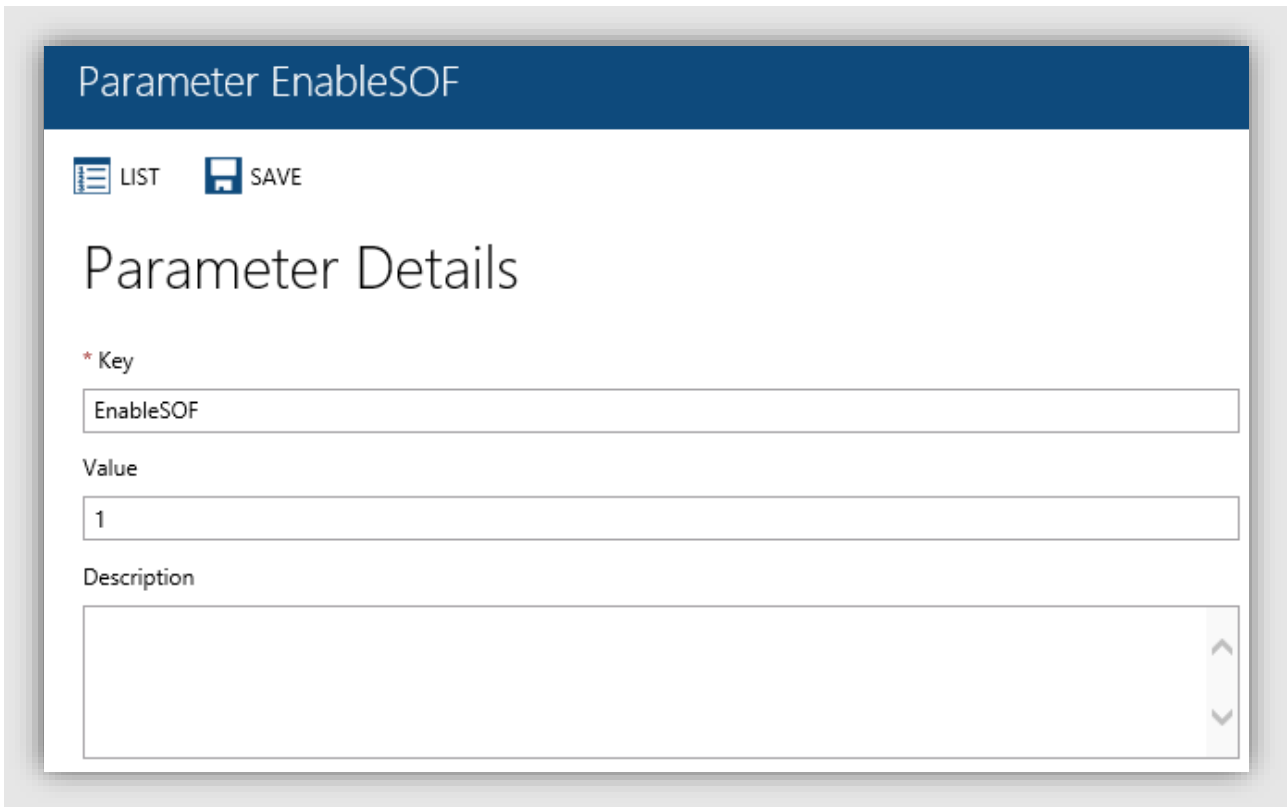 Parameter EnableSOF
LIST SAVE
Parameter Details
* Key
EnableSOF
Value
1
Description